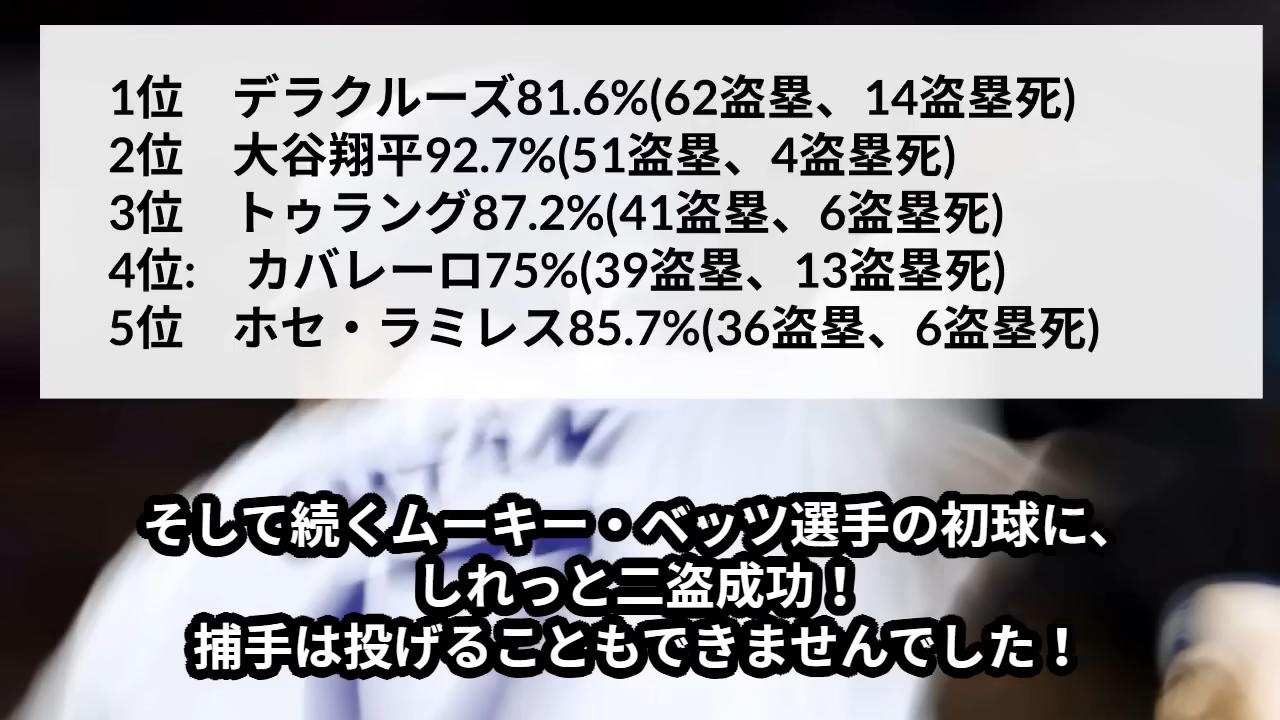 1位　デラクルーズ81.6%(62盗塁、14盗塁死)
2位　大谷翔平92.7%(51盗塁、4盗塁死)
3位　トゥラング87.2%(41盗塁、6盗塁死)
4位:　カバレーロ75%(39盗塁、13盗塁死)
5位　ホセ・ラミレス85.7%(36盗塁、6盗塁死)
そして続くムーキー・ベッツ選手の初球に、
しれっと二盗成功！
捕手は投げることもできませんでした！